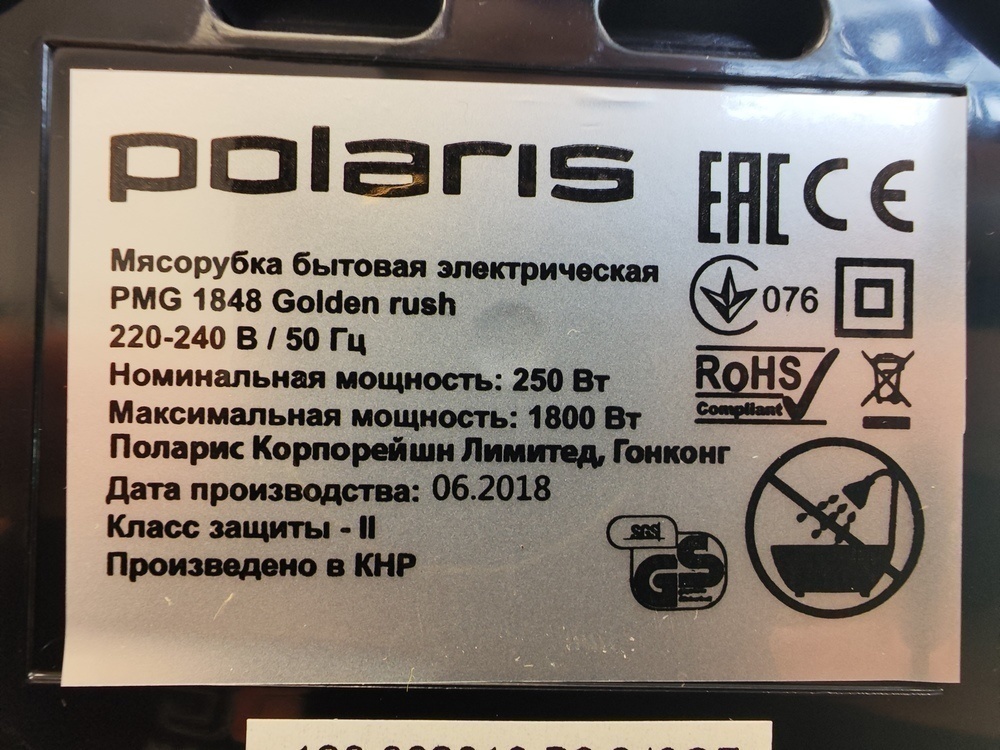 polaris
EAC CE
Мясорубка бытовая электрическая
PMG 1848 Golden rush
076
220-240 В / 50 Гц
Номинальная мощность: 250 Вт
RoHS
Compliant
Максимальная мощность: 1800 Вт
Поларис Корпорейшн Лимитед, Гонконг
Дата производства: 06.2018
Класс защиты - II
SGS
GS
Произведено в КНР